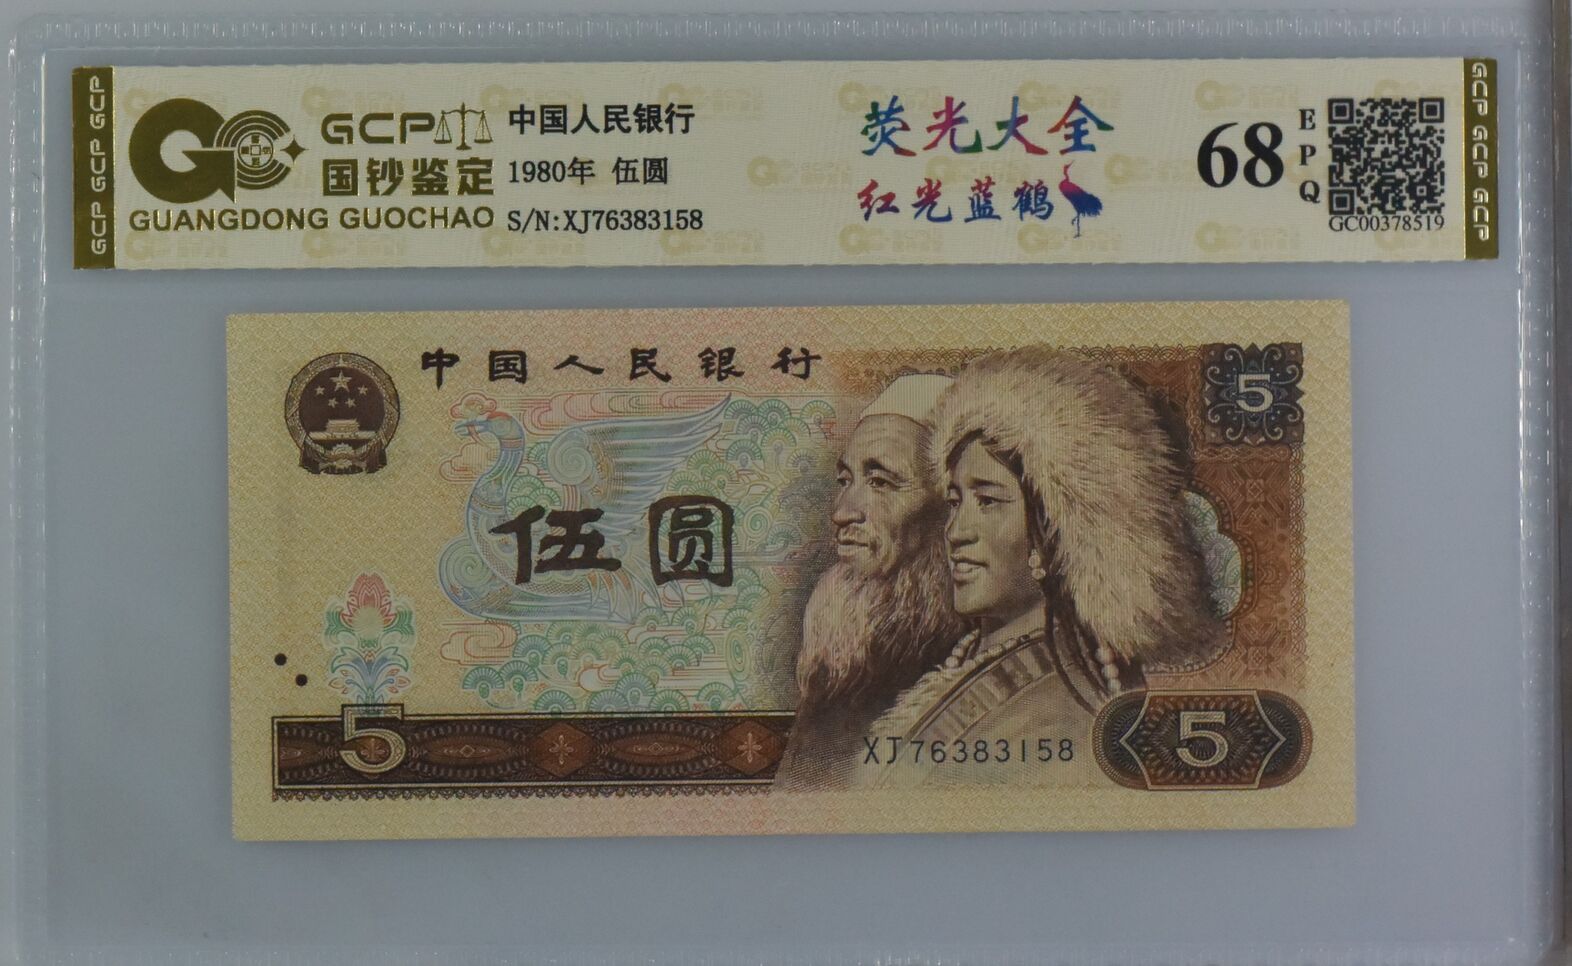 GCP GCP GCP
GCP
国钞鉴定
GUANGDONG GUOCHAO
中国人民银行
1980年 伍圆
S/N:XJ76383158
荧光大全
红光蓝鹤
68
EPQ
GC00378519
GCP GCP GCP
中国人民银行
5
伍圆
5
XJ76383158
5